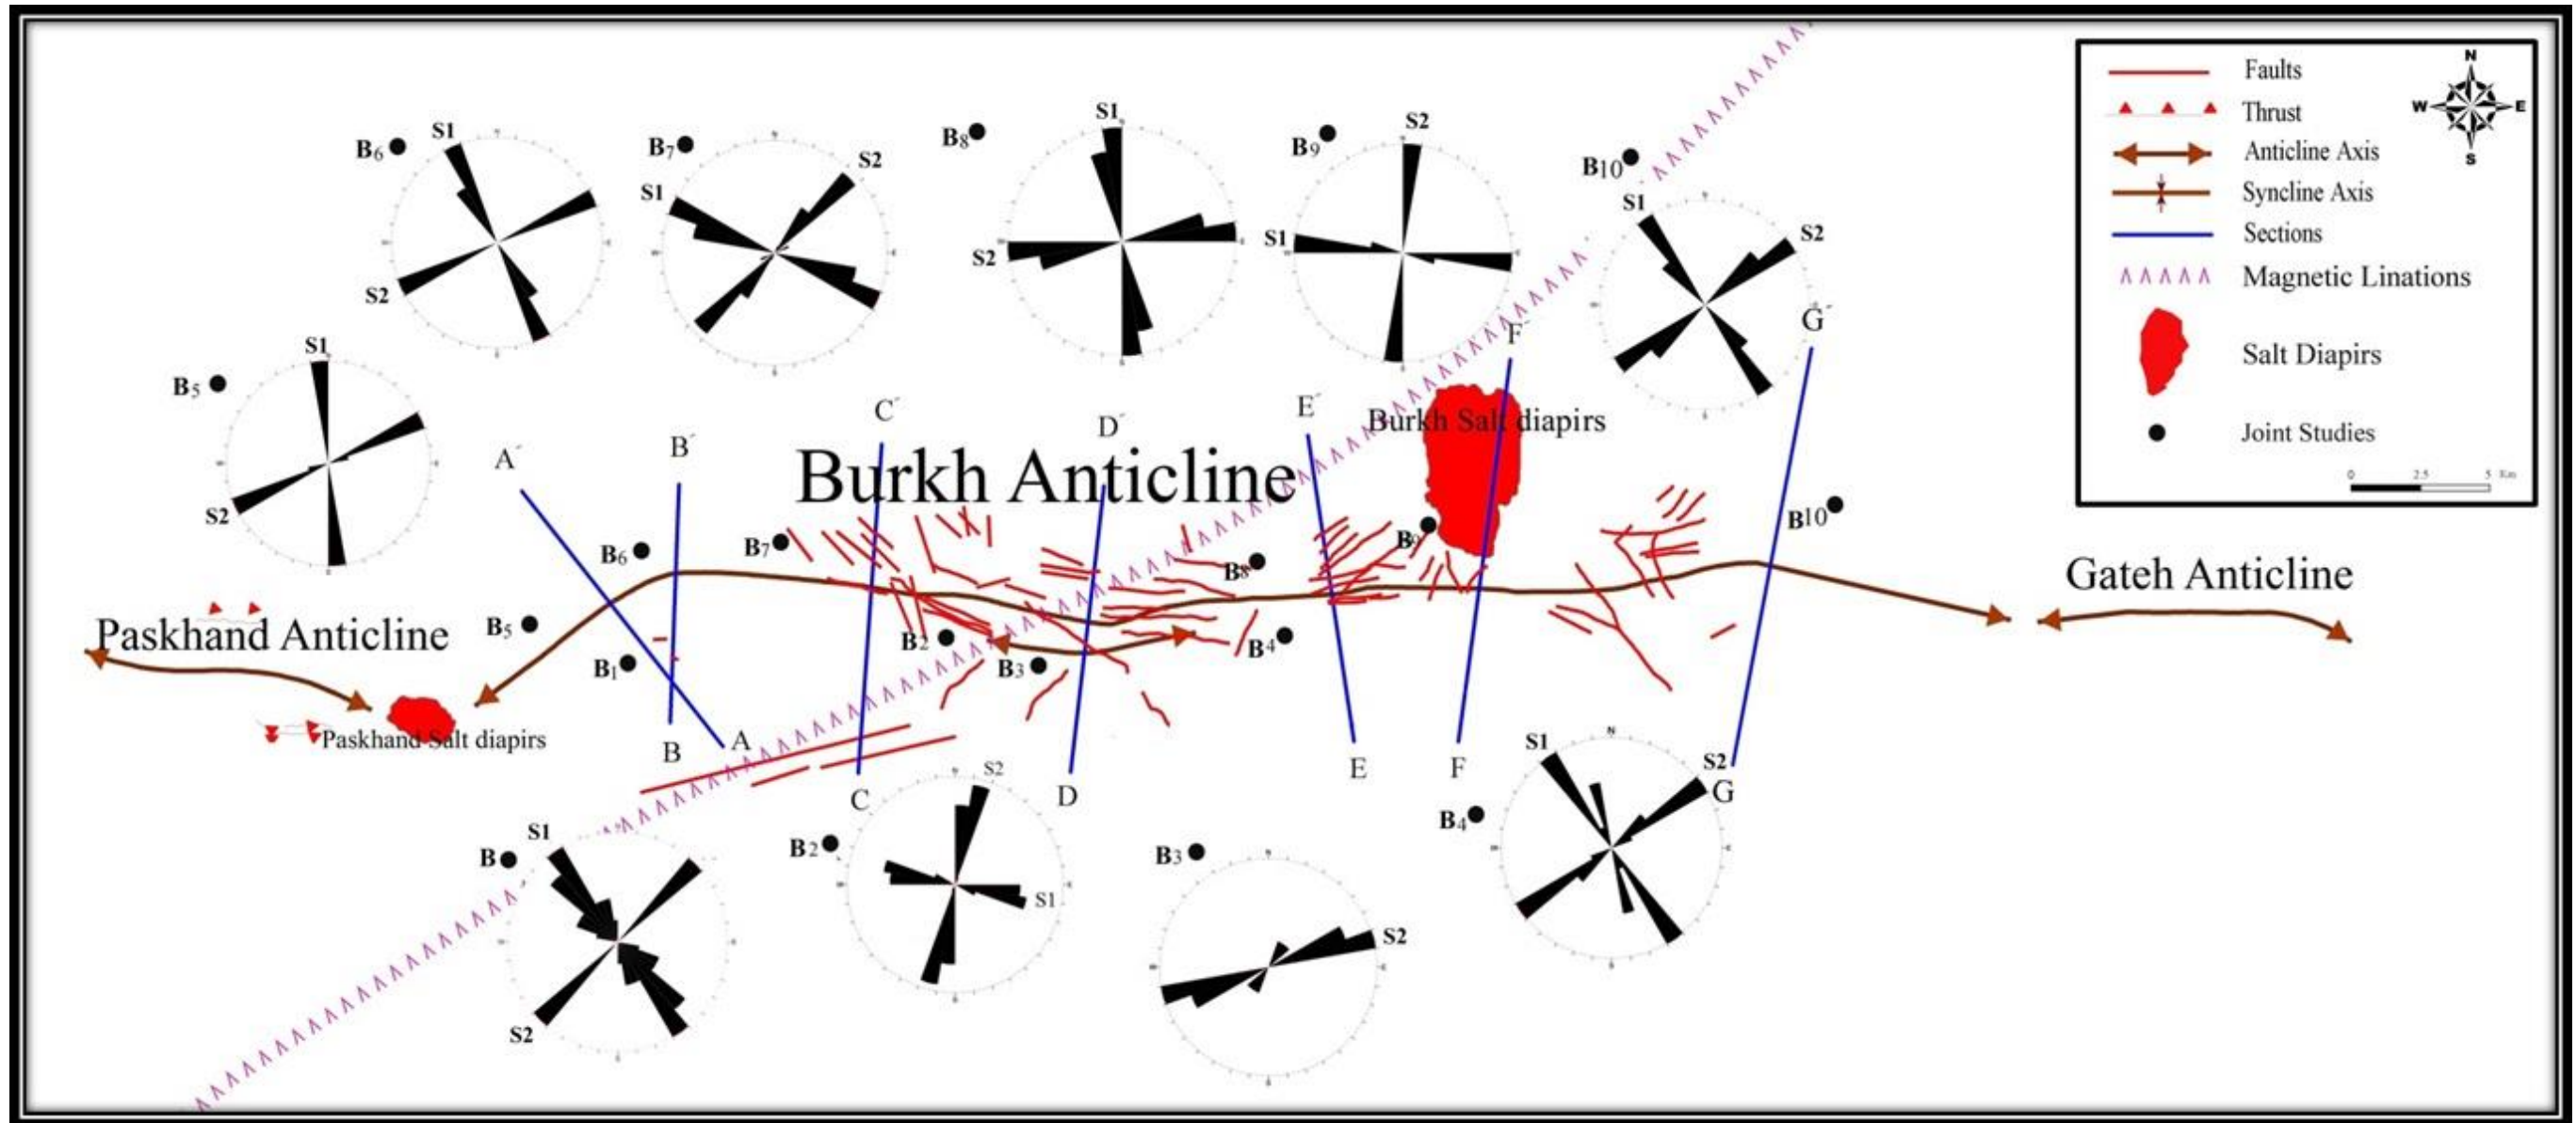 Faults
Thrust
Anticline Axis
Syncline Axis
Sections
Magnetic Linations
Salt Diapirs
Joint Studies
N
W
E
S
0 2.5 5 Km
B6
S1
S2
B7
S1
S2
B8
S1
S2
B9
S2
S1
B10
S1
S2
B5
S1
S2
A´
B´
C´
D´
E´
F´
G´
Burkh Salt diapirs
Burkh Anticline
B6
B7
B8
B9
B10
Gateh Anticline
Paskhand Anticline
B5
B1
B2
B3
B4
Paskhand Salt diapirs
A
B
C
D
E
F
G
B
S1
S2
B2
S2
S1
B3
S2
B4
N
S1
S2